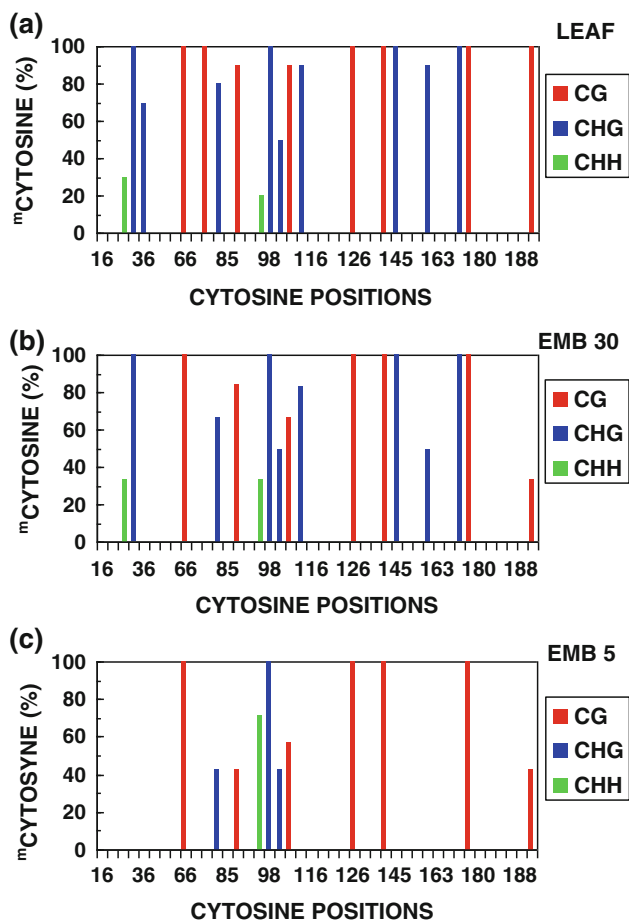 (a)
LEAF
mCYTOSINE (%)
100
80
60
40
20
0
16 36 66 85 98 116 126 145 163 180 188
CYTOSINE POSITIONS
CG
CHG
CHH
(b)
EMB 30
mCYTOSINE (%)
100
80
60
40
20
0
16 36 66 85 98 116 126 145 163 180 188
CYTOSINE POSITIONS
CG
CHG
CHH
(c)
EMB 5
mCYTOSYNE (%)
100
80
60
40
20
0
16 36 66 85 98 116 126 145 163 180 188
CYTOSINE POSITIONS
CG
CHG
CHH